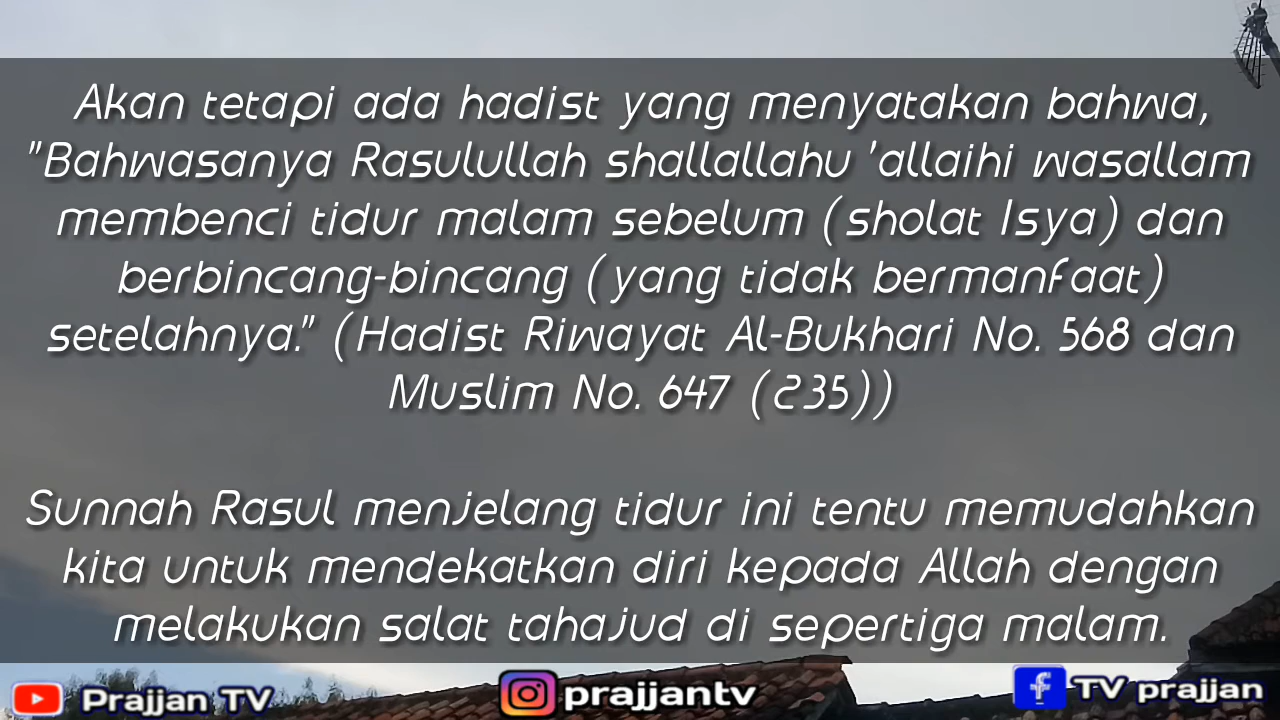 Akan tetapi ada hadist yang menyatakan bahwa,
"Bahwasanya Rasulullah shallallahu 'allaihi wasallam
membenci tidur malam sebelum (sholat Isya) dan
berbincang-bincang (yang tidak bermanfaat)
setelahnya." (Hadist Riwayat Al-Bukhari No. 568 dan
Muslim No. 647 (235))
Sunnah Rasul menjelang tidur ini tentu memudahkan
kita untuk mendekatkan diri kepada Allah dengan
melakukan salat tahajud di sepertiga malam.
Prajjan TV
prajjantv
TV prajjan